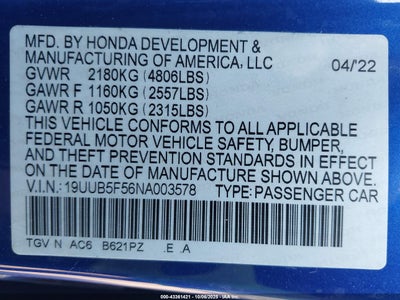 MFD. BY HONDA DEVELOPMENT &
MANUFACTURING OF AMERICA, LLC 04/'22
GVWR 2180KG (4806LBS)
GAWR F 1160KG (2557LBS)
GAWR R 1050KG (2315LBS)
THIS VEHICLE CONFORMS TO ALL APPLICABLE
FEDERAL MOTOR VEHICLE SAFETY, BUMPER,
AND THEFT PREVENTION STANDARDS IN EFFECT
ON THE DATE OF MANUFACTURE SHOWN ABOVE.
V.I.N.: 19UUB5F56NA003578 TYPE: PASSENGER CAR
TGV N AC6 B621PZ .E .A
No: 43361421 - 10/06/2025 - IAA Inc.